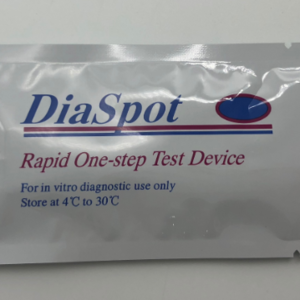 DiaSpot
Rapid One-step Test Device
For in vitro diagnostic use only
Store at 4℃ to 30℃